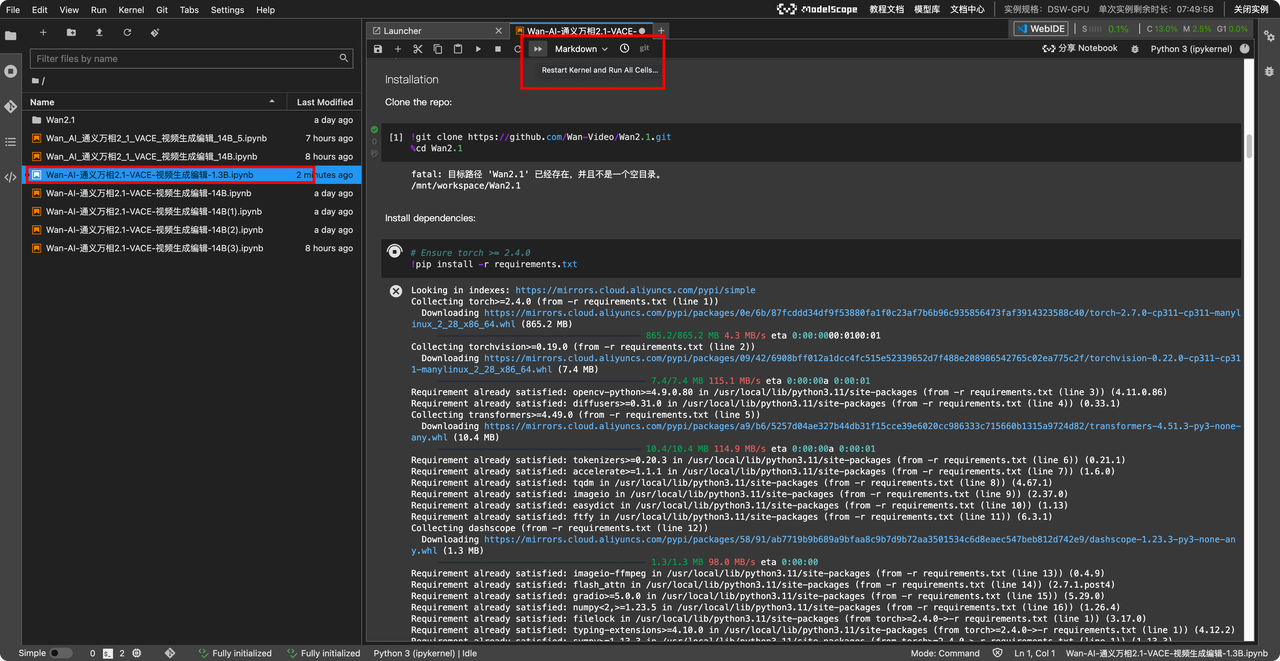 File Edit View Run Kernel Git Tabs Settings Help
ModelScope 教程文档 模型库 文档中心 实例规格：DSW-GPU 单次实例剩余时长：07:49:58 关闭实例
Launcher
Wan-AI-通义万相2.1-VACE-
WebIDE S 0.1% C 13.0% M 2.5% G1 0.0%
Markdown git
分享 Notebook Python 3 (ipykernel)
Restart Kernel and Run All Cells...
Filter files by name
/
Name Last Modified
Wan2.1 a day ago
Wan_AI_通义万相2_1_VACE_视频生成编辑_14B_5.ipynb 7 hours ago
Wan_AI_通义万相2_1_VACE_视频生成编辑_14B.ipynb 8 hours ago
Wan-AI-通义万相2.1-VACE-视频生成编辑-1.3B.ipynb 2 minutes ago
Wan-AI-通义万相2.1-VACE-视频生成编辑-14B.ipynb a day ago
Wan-AI-通义万相2.1-VACE-视频生成编辑-14B(1).ipynb a day ago
Wan-AI-通义万相2.1-VACE-视频生成编辑-14B(2).ipynb a day ago
Wan-AI-通义万相2.1-VACE-视频生成编辑-14B(3).ipynb 8 hours ago
Installation
Clone the repo:
0
秒
[1] !git clone https://github.com/Wan-Video/Wan2.1.git
%cd Wan2.1
fatal: 目标路径 'Wan2.1' 已经存在，并且不是一个空目录。
/mnt/workspace/Wan2.1
Install dependencies:
# Ensure torch >= 2.4.0
!pip install -r requirements.txt
Looking in indexes: https://mirrors.cloud.aliyuncs.com/pypi/simple
Collecting torch>=2.4.0 (from -r requirements.txt (line 1))
Downloading https://mirrors.cloud.aliyuncs.com/pypi/packages/0e/6b/87fcddd34df9f53880fa1f0c23af7b6b96c935856473faf3914323588c40/torch-2.7.0-cp311-cp311-manyl
inux_2_28_x86_64.whl (865.2 MB)
865.2/865.2 MB 4.3 MB/s eta 0:00:0000:0100:01
Collecting torchvision>=0.19.0 (from -r requirements.txt (line 2))
Downloading https://mirrors.cloud.aliyuncs.com/pypi/packages/09/42/6908bff012a1dcc4fc515e52339652d7f488e208986542765c02ea775c2f/torchvision-0.22.0-cp311-cp31
1-manylinux_2_28_x86_64.whl (7.4 MB)
7.4/7.4 MB 115.1 MB/s eta 0:00:00a 0:00:01
Requirement already satisfied: opencv-python>=4.9.0.80 in /usr/local/lib/python3.11/site-packages (from -r requirements.txt (line 3)) (4.11.0.86)
Requirement already satisfied: diffusers>=0.31.0 in /usr/local/lib/python3.11/site-packages (from -r requirements.txt (line 4)) (0.33.1)
Collecting transformers>=4.49.0 (from -r requirements.txt (line 5))
Downloading https://mirrors.cloud.aliyuncs.com/pypi/packages/a9/b6/5257d04ae327b44db31f15cce39e6020cc986333c715660b1315a9724d82/transformers-4.51.3-py3-none-
any.whl (10.4 MB)
10.4/10.4 MB 114.9 MB/s eta 0:00:00a 0:00:01
Requirement already satisfied: tokenizers>=0.20.3 in /usr/local/lib/python3.11/site-packages (from -r requirements.txt (line 6)) (0.21.1)
Requirement already satisfied: accelerate>=1.1.1 in /usr/local/lib/python3.11/site-packages (from -r requirements.txt (line 7)) (1.6.0)
Requirement already satisfied: tqdm in /usr/local/lib/python3.11/site-packages (from -r requirements.txt (line 8)) (4.67.1)
Requirement already satisfied: imageio in /usr/local/lib/python3.11/site-packages (from -r requirements.txt (line 9)) (2.37.0)
Requirement already satisfied: easydict in /usr/local/lib/python3.11/site-packages (from -r requirements.txt (line 10)) (1.13)
Requirement already satisfied: ftfy in /usr/local/lib/python3.11/site-packages (from -r requirements.txt (line 11)) (6.3.1)
Collecting dashscope (from -r requirements.txt (line 12))
Downloading https://mirrors.cloud.aliyuncs.com/pypi/packages/58/91/ab7719b9b689a9bfaa8c9b7d9b72aa3501534c6d8eaec547beb812d742e9/dashscope-1.23.3-py3-none-an
y.whl (1.3 MB)
1.3/1.3 MB 98.0 MB/s eta 0:00:00
Requirement already satisfied: imageio-ffmpeg in /usr/local/lib/python3.11/site-packages (from -r requirements.txt (line 13)) (0.4.9)
Requirement already satisfied: flash_attn in /usr/local/lib/python3.11/site-packages (from -r requirements.txt (line 14)) (2.7.1.post4)
Requirement already satisfied: gradio>=5.0.0 in /usr/local/lib/python3.11/site-packages (from -r requirements.txt (line 15)) (5.29.0)
Requirement already satisfied: numpy<2,>=1.23.5 in /usr/local/lib/python3.11/site-packages (from -r requirements.txt (line 16)) (1.26.4)
Requirement already satisfied: filelock in /usr/local/lib/python3.11/site-packages (from torch>=2.4.0->-r requirements.txt (line 1)) (3.17.0)
Requirement already satisfied: typing-extensions>=4.10.0 in /usr/local/lib/python3.11/site-packages (from torch>=2.4.0->-r requirements.txt (line 1)) (4.12.2)
Simple 0 2 Fully initialized Fully initialized Python 3 (ipykernel) | Idle Mode: Command Ln 1, Col 1 Wan-AI-通义万相2.1-VACE-视频生成编辑-1.3B.ipynb